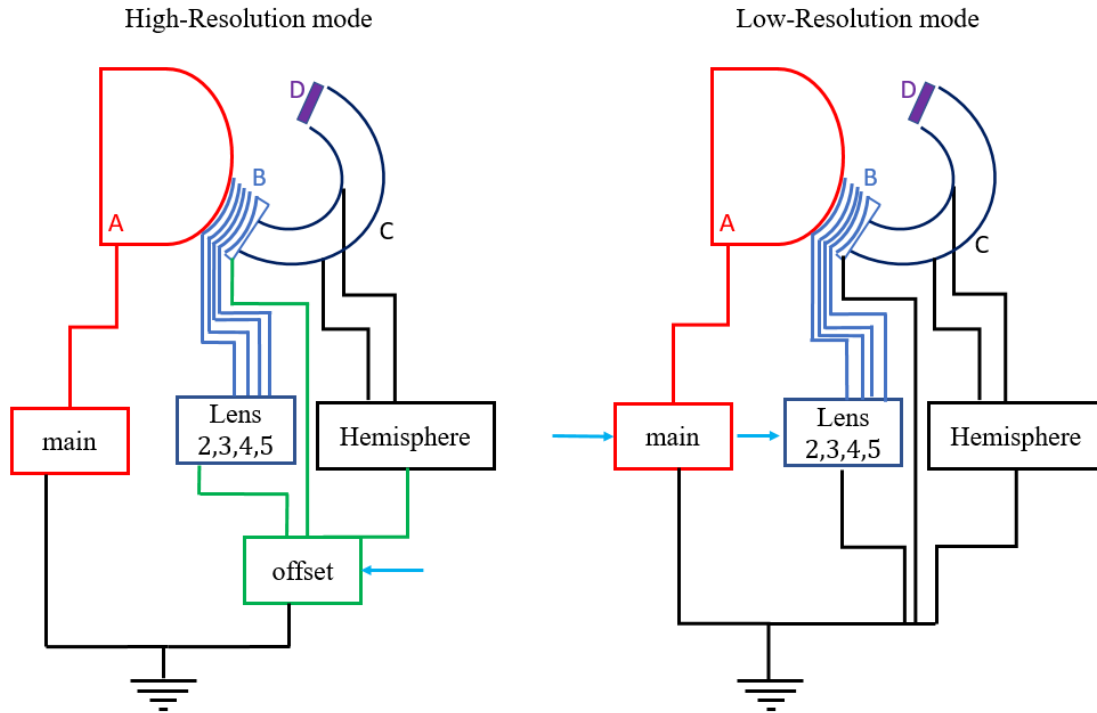 High-Resolution mode
Low-Resolution mode
D
B
A
C
main
Lens
2,3,4,5
Hemisphere
offset
D
B
A
C
main
Lens
2,3,4,5
Hemisphere